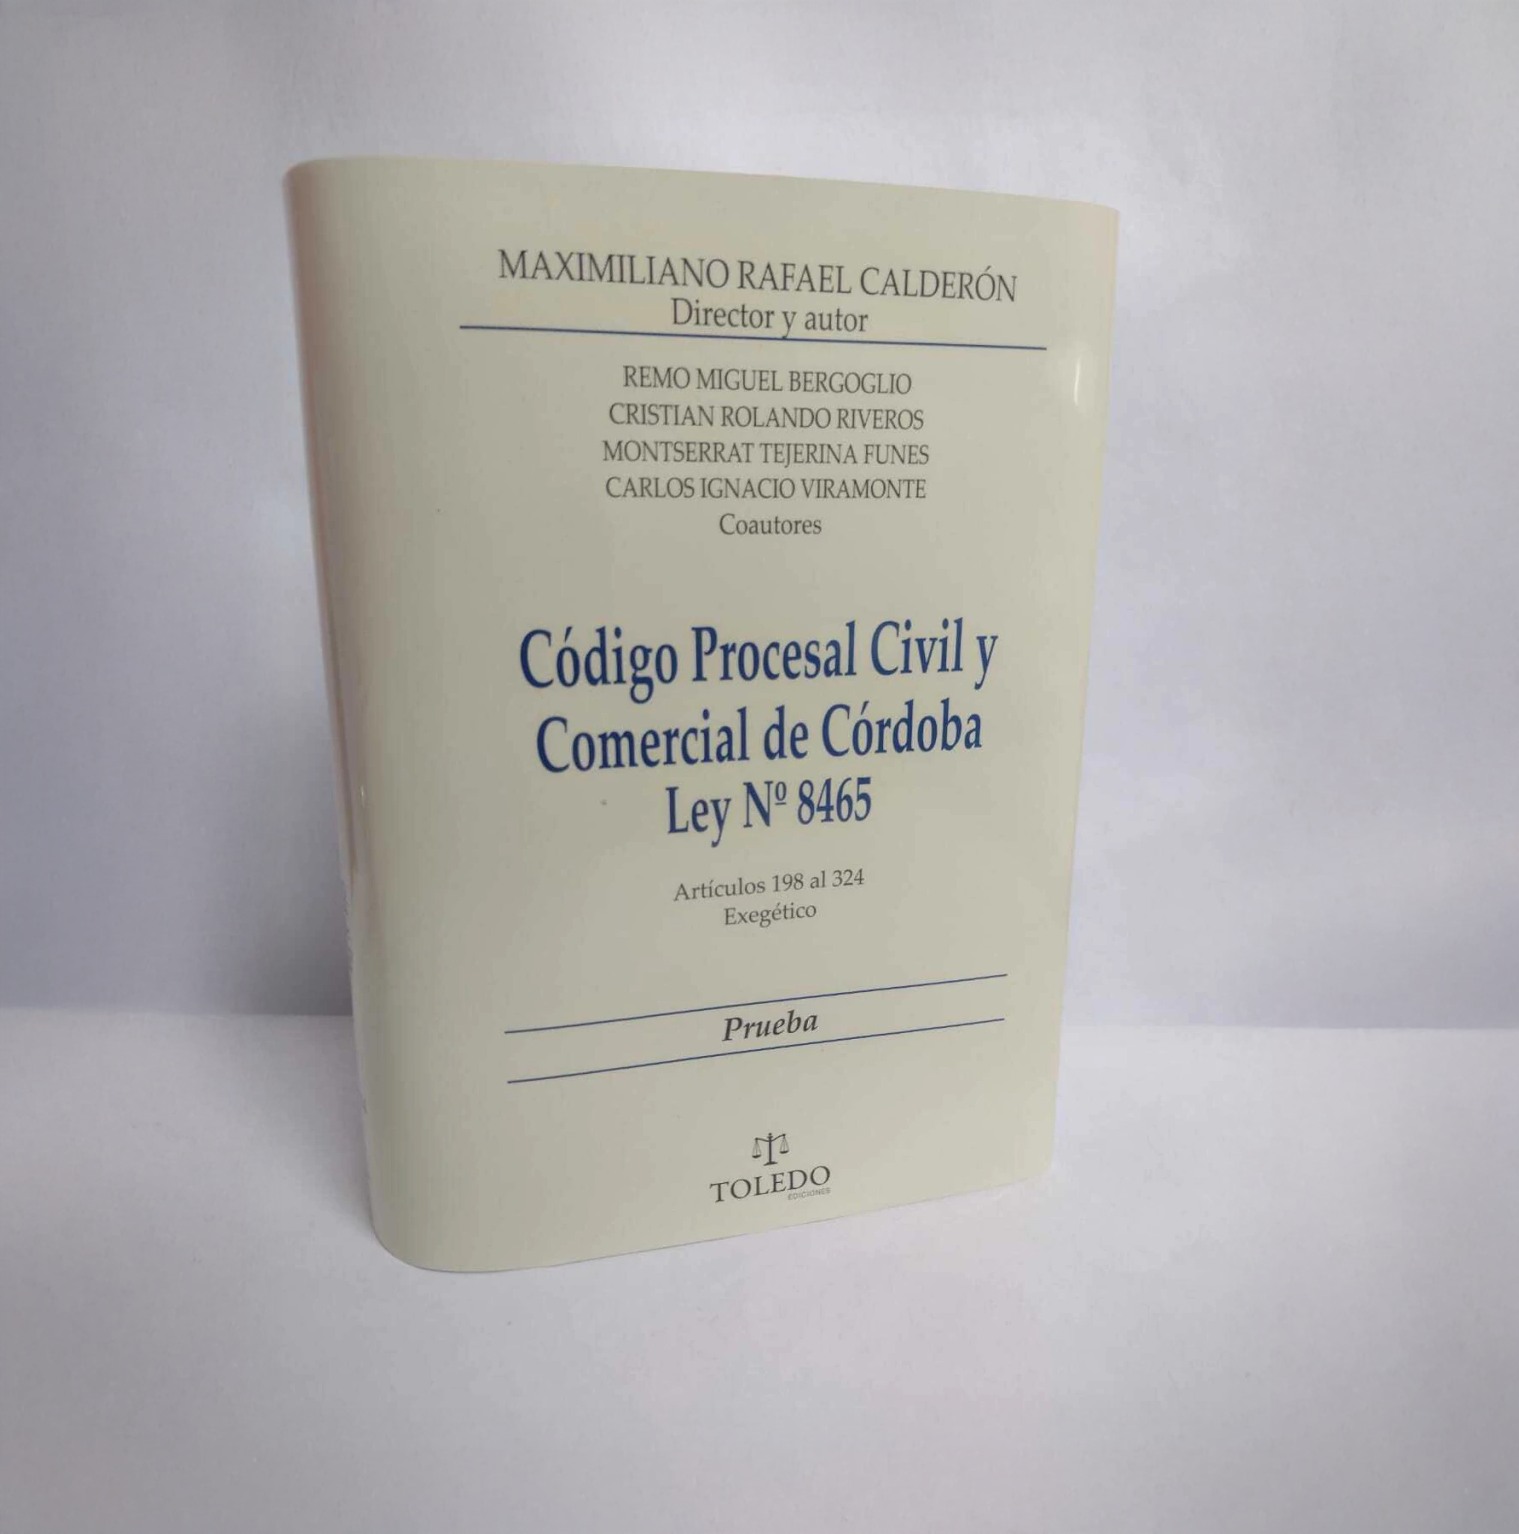 MAXIMILIANO RAFAEL CALDERÓN
Director y autor
REMO MIGUEL BERGOGLIO
CRISTIAN ROLANDO RIVEROS
MONTSERRAT TEJERINA FUNES
CARLOS IGNACIO VIRAMONTE
Coautores
Código Procesal Civil y
Comercial de Córdoba
Ley Nº 8465
Artículos 198 al 324
Exegético
Prueba
TOLEDO
EDICIONES